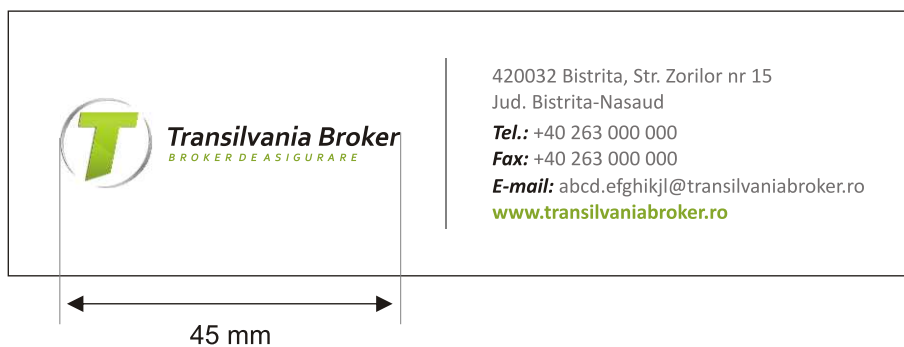 T
Transilvania Broker
BROKER DE ASIGURARE
420032 Bistrita, Str. Zorilor nr 15
Jud. Bistrita-Nasaud
Tel.: +40 263 000 000
Fax: +40 263 000 000
E-mail: abcd.efghikjl@transilvaniabroker.ro
www.transilvaniabroker.ro
45 mm